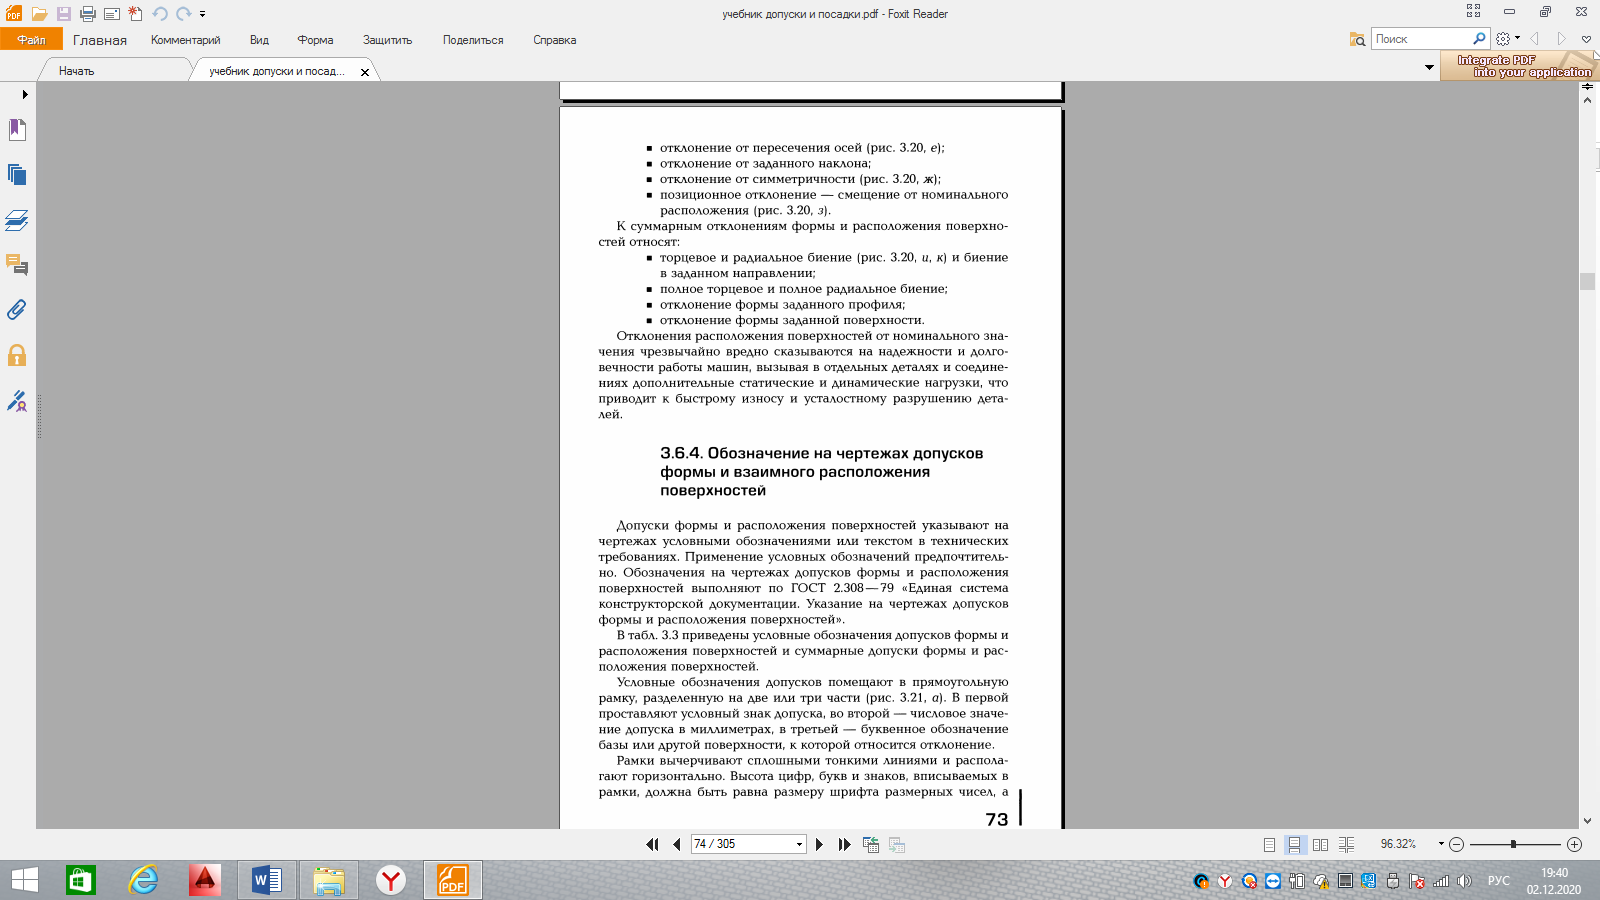 учебник допуски и посадки.pdf - Foxit Reader
Файл Главная Комментарий Вид Форма Защитить Поделиться Справка Поиск
Начать учебник допуски и посад...
Integrate PDF
into your application
отклонение от пересечения осей (рис. 3.20, е);
отклонение от заданного наклона;
отклонение от симметричности (рис. 3.20, ж);
позиционное отклонение — смещение от номинального
расположения (рис. 3.20, з).
К суммарным отклонениям формы и расположения поверхно-
стей относят:
торцевое и радиальное биение (рис. 3.20, и, к) и биение
в заданном направлении;
полное торцевое и полное радиальное биение;
отклонение формы заданного профиля;
отклонение формы заданной поверхности.
Отклонения расположения поверхностей от номинального зна-
чения чрезвычайно вредно сказываются на надежности и долго-
вечности работы машин, вызывая в отдельных деталях и соедине-
ниях дополнительные статические и динамические нагрузки, что
приводит к быстрому износу и усталостному разрушению дета-
лей.
3.6.4. Обозначение на чертежах допусков
формы и взаимного расположения
поверхностей
Допуски формы и расположения поверхностей указывают на
чертежах условными обозначениями или текстом в технических
требованиях. Применение условных обозначений предпочтитель-
но. Обозначения на чертежах допусков формы и расположения
поверхностей выполняют по ГОСТ 2.308—79 «Единая система
конструкторской документации. Указание на чертежах допусков
формы и расположения поверхностей».
В табл. 3.3 приведены условные обозначения допусков формы и
расположения поверхностей и суммарные допуски формы и рас-
положения поверхностей.
Условные обозначения допусков помещают в прямоугольную
рамку, разделенную на две или три части (рис. 3.21, а). В первой
проставляют условный знак допуска, во второй — числовое значе-
ние допуска в миллиметрах, в третьей — буквенное обозначение
базы или другой поверхности, к которой относится отклонение.
Рамки вычерчивают сплошными тонкими линиями и распола-
гают горизонтально. Высота цифр, букв и знаков, вписываемых в
рамки, должна быть равна размеру шрифта размерных чисел, а
73
74 / 305
96.32%
PDF
РУС
19:40
02.12.2020